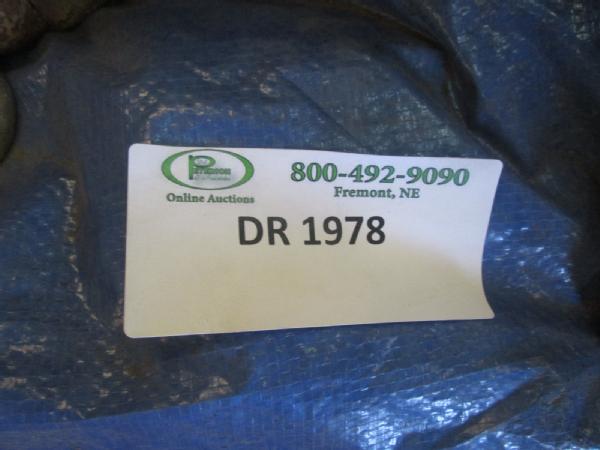 800-492-9090
Online Auctions
Fremont, NE
DR 1978